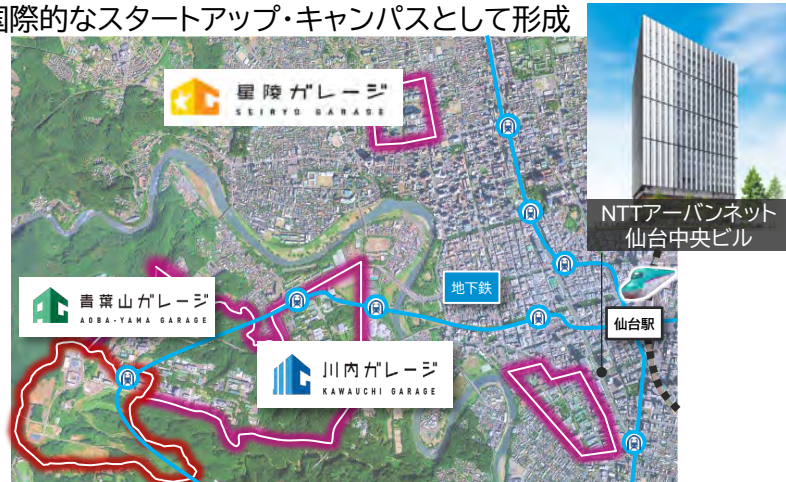 国際的なスタートアップ・キャンパスとして形成
星陵ガレージ
SEIRYO GARAGE
NTTアーバンネット
仙台中央ビル
青葉山ガレージ
AOBA-YAMA GARAGE
地下鉄
仙台駅
川内ガレージ
KAWAUCHI GARAGE